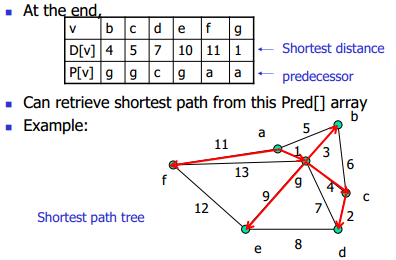 At the end,
v b c d e f g
D[v] 4 5 7 10 11 1 Shortest distance
P[v] g g c g a a predecessor
Can retrieve shortest path from this Pred[] array
Example:
b
a 5
11 1 3 6
13
f g 4 c
9
12 7 2
Shortest path tree
8
e d